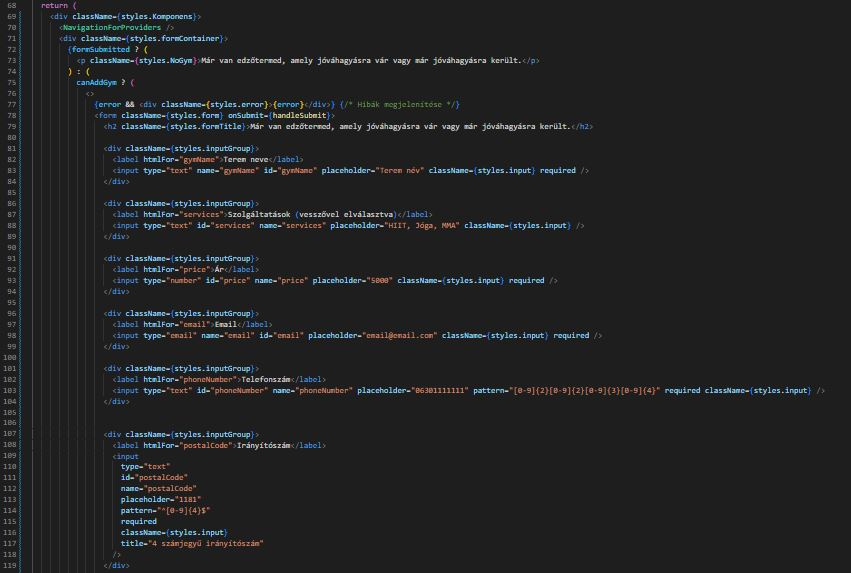 68 return (
69 <div className={styles.Komponens}>
70 <NavigationForProviders />
71 <div className={styles.formContainer}>
72 {formSubmitted ? (
73 <p className={styles.NoGym}>Már van edzőtermed, amely jóváhagyásra vár vagy már jóváhagyásra került.</p>
74 ) : (
75 canAddGym ? (
76 <>
77 {error && <div className={styles.error}>{error}</div>} {/* Hibák megjelenítése */}
78 <form className={styles.form} onSubmit={handleSubmit}>
79 <h2 className={styles.formTitle}>Már van edzőtermed, amely jóváhagyásra vár vagy már jóváhagyásra került.</h2>
80
81 <div className={styles.inputGroup}>
82 <label htmlFor="gymName">Terem neve</label>
83 <input type="text" name="gymName" id="gymName" placeholder="Terem név" className={styles.input} required />
84 </div>
85
86 <div className={styles.inputGroup}>
87 <label htmlFor="services">Szolgáltatások (vesszővel elválasztva)</label>
88 <input type="text" id="services" name="services" placeholder="HIIT, Jóga, MMA" className={styles.input} />
89 </div>
90
91 <div className={styles.inputGroup}>
92 <label htmlFor="price">Ár</label>
93 <input type="number" id="price" name="price" placeholder="5000" className={styles.input} required />
94 </div>
95
96 <div className={styles.inputGroup}>
97 <label htmlFor="email">Email</label>
98 <input type="email" name="email" id="email" placeholder="email@email.com" className={styles.input} required />
99 </div>
100
101 <div className={styles.inputGroup}>
102 <label htmlFor="phoneNumber">Telefonszám</label>
103 <input type="text" id="phoneNumber" name="phoneNumber" placeholder="06301111111" pattern="[0-9]{2}[0-9]{2}[0-9]{3}[0-9]{4}" required className={styles.input} />
104 </div>
105
106
107 <div className={styles.inputGroup}>
108 <label htmlFor="postalCode">Irányítószám</label>
109 <input
110 type="text"
111 id="postalCode"
112 name="postalCode"
113 placeholder="1181"
114 pattern="^[0-9]{4}$"
115 required
116 className={styles.input}
117 title="4 számjegyű irányítószám"
118 />
119 </div>